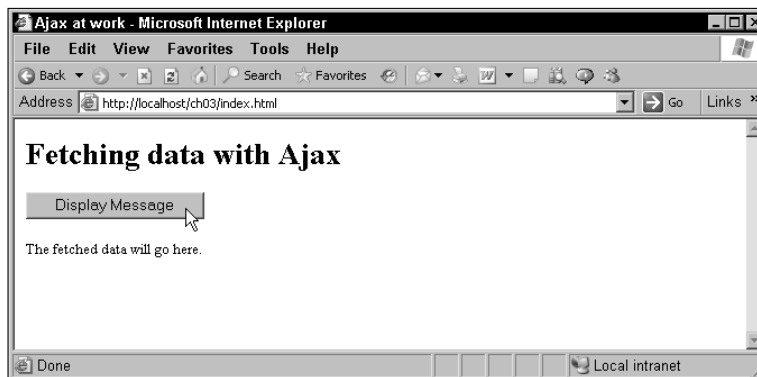 Ajax at work - Microsoft Internet Explorer
File Edit View Favorites Tools Help
Back Search Favorites
Address http://localhost/ch03/index.html Go Links »
Fetching data with Ajax
Display Message
The fetched data will go here.
Done Local intranet